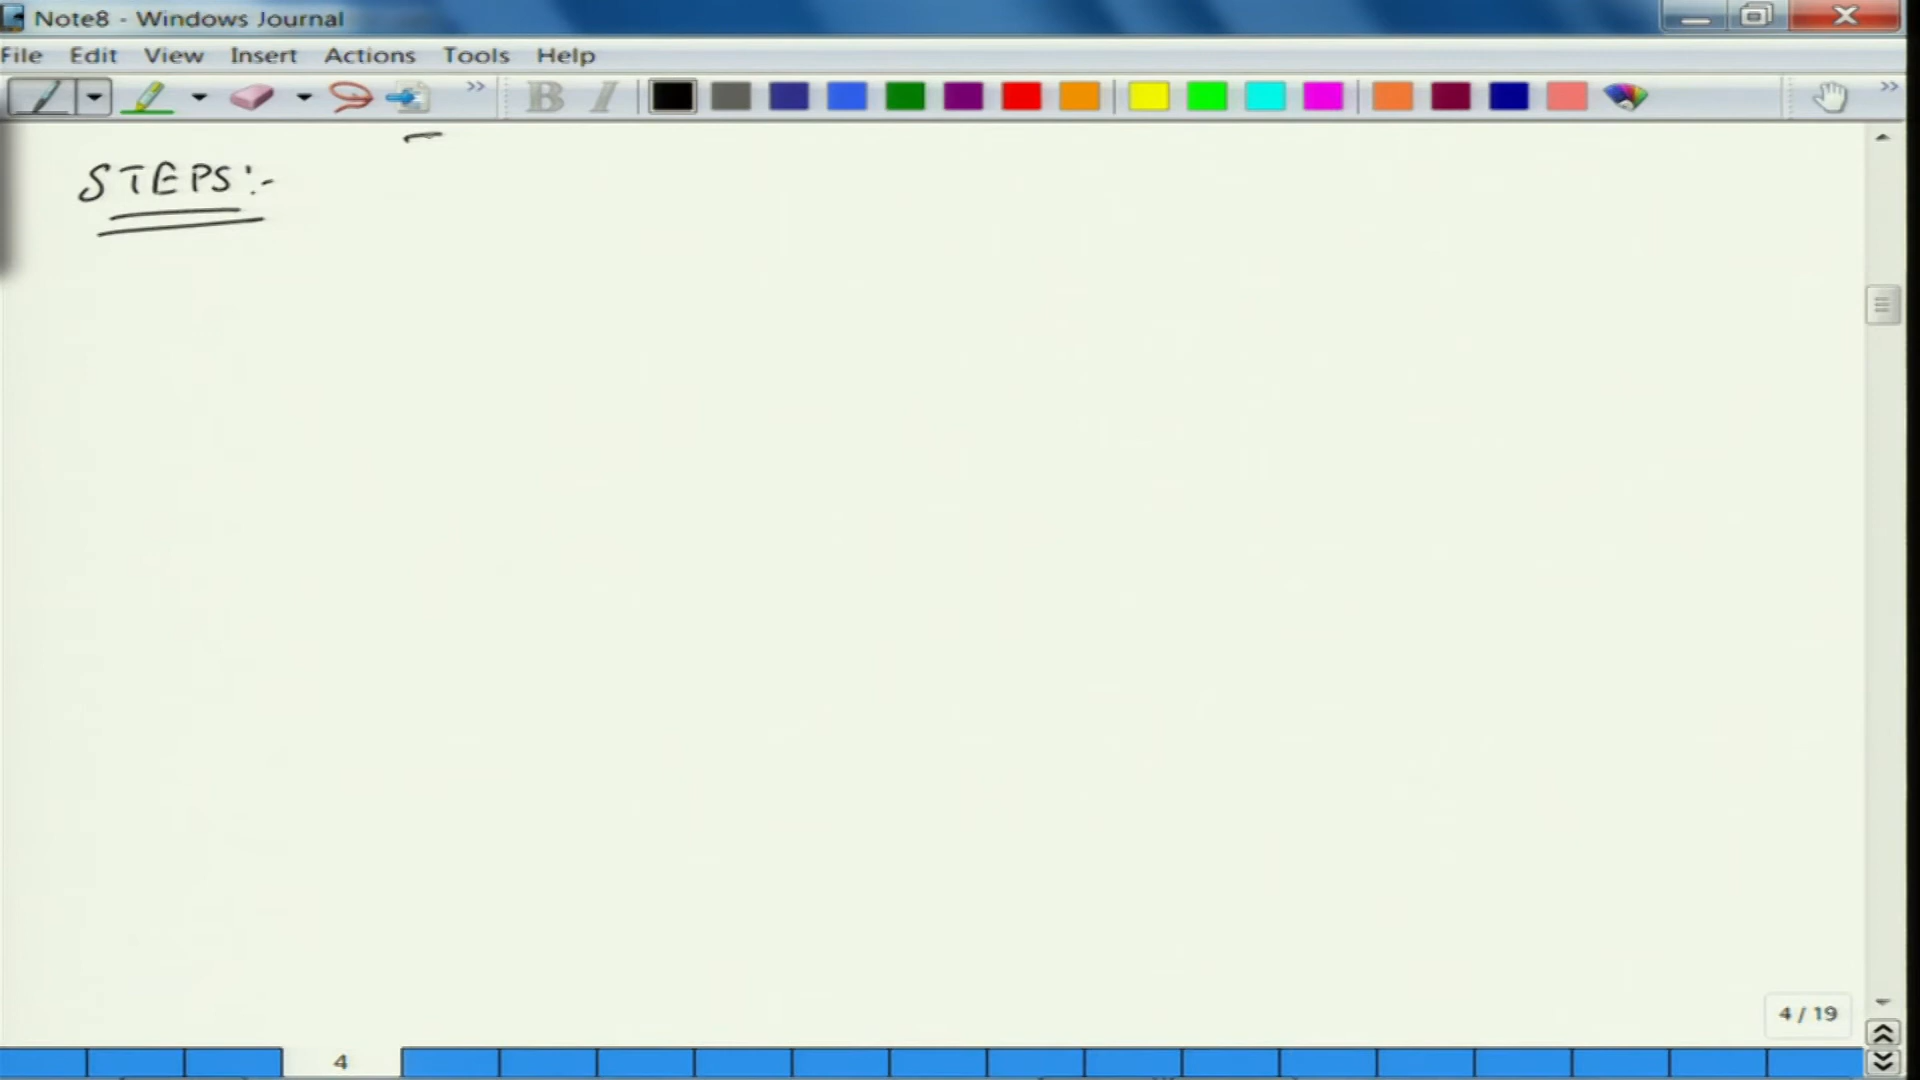 Note8 - Windows Journal
File Edit View Insert Actions Tools Help
B I
STEPS:-
4 / 19
4